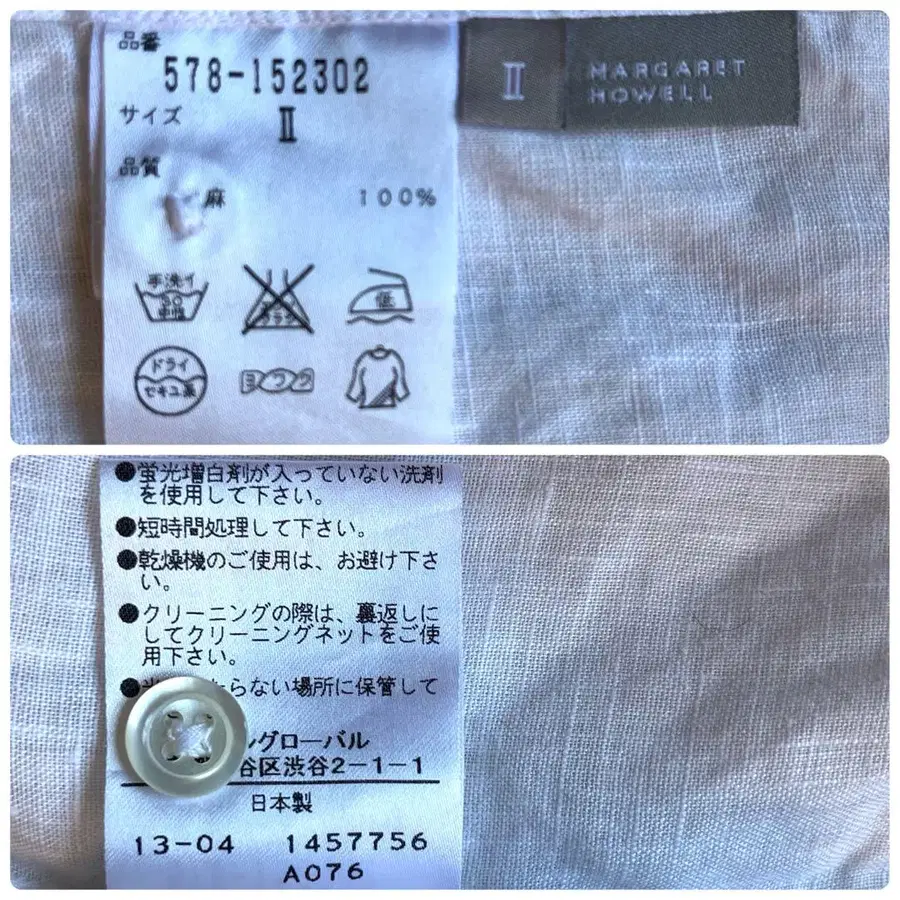 品番
578-152302
サイズ
II
品質
麻 100%
手洗イ
30
中性
低
ドライ
セキユ系
ヨワク
II
MARGARET
HOWELL
●蛍光増白剤が入っていない洗剤
を使用して下さい。
●短時間処理して下さい。
●乾燥機のご使用は、お避け下さ
い。
●クリーニングの際は、裏返しに
してクリーニングネットをご使
用下さい。
たらない場所に保管して
グローバル
谷区渋谷2-1-1
日本製
13-04 1457756
A076